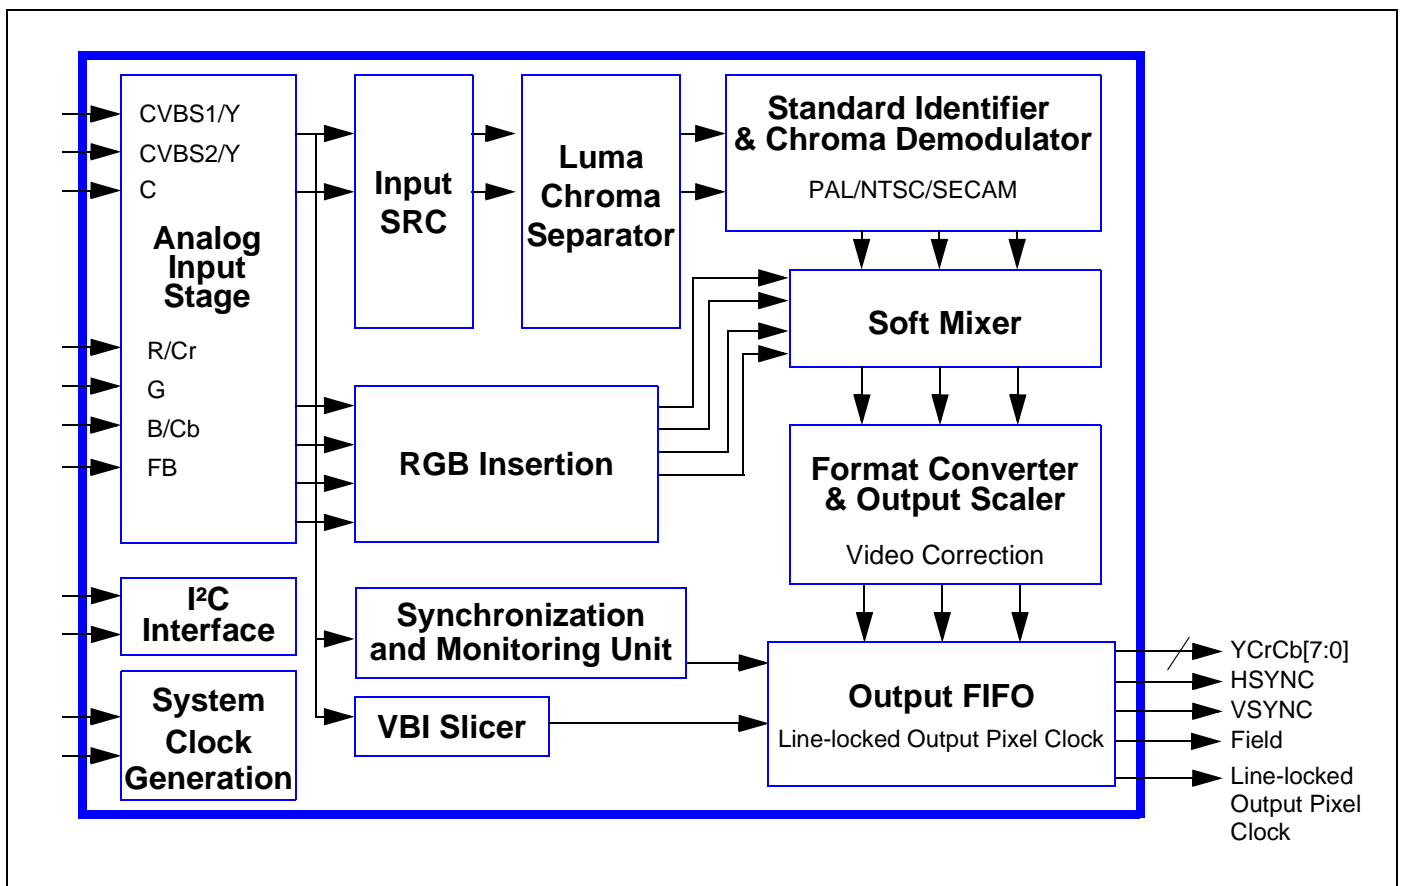 CVBS1/Y
CVBS2/Y
C
Analog
Input
Stage
R/Cr
G
B/Cb
FB
Input
SRC
Luma
Chroma
Separator
Standard Identifier
& Chroma Demodulator
PAL/NTSC/SECAM
Soft Mixer
RGB Insertion
Format Converter
& Output Scaler
Video Correction
I²C
Interface
Synchronization
and Monitoring Unit
System
Clock
Generation
VBI Slicer
Output FIFO
Line-locked Output Pixel Clock
YCrCb[7:0]
HSYNC
VSYNC
Field
Line-locked
Output Pixel
Clock